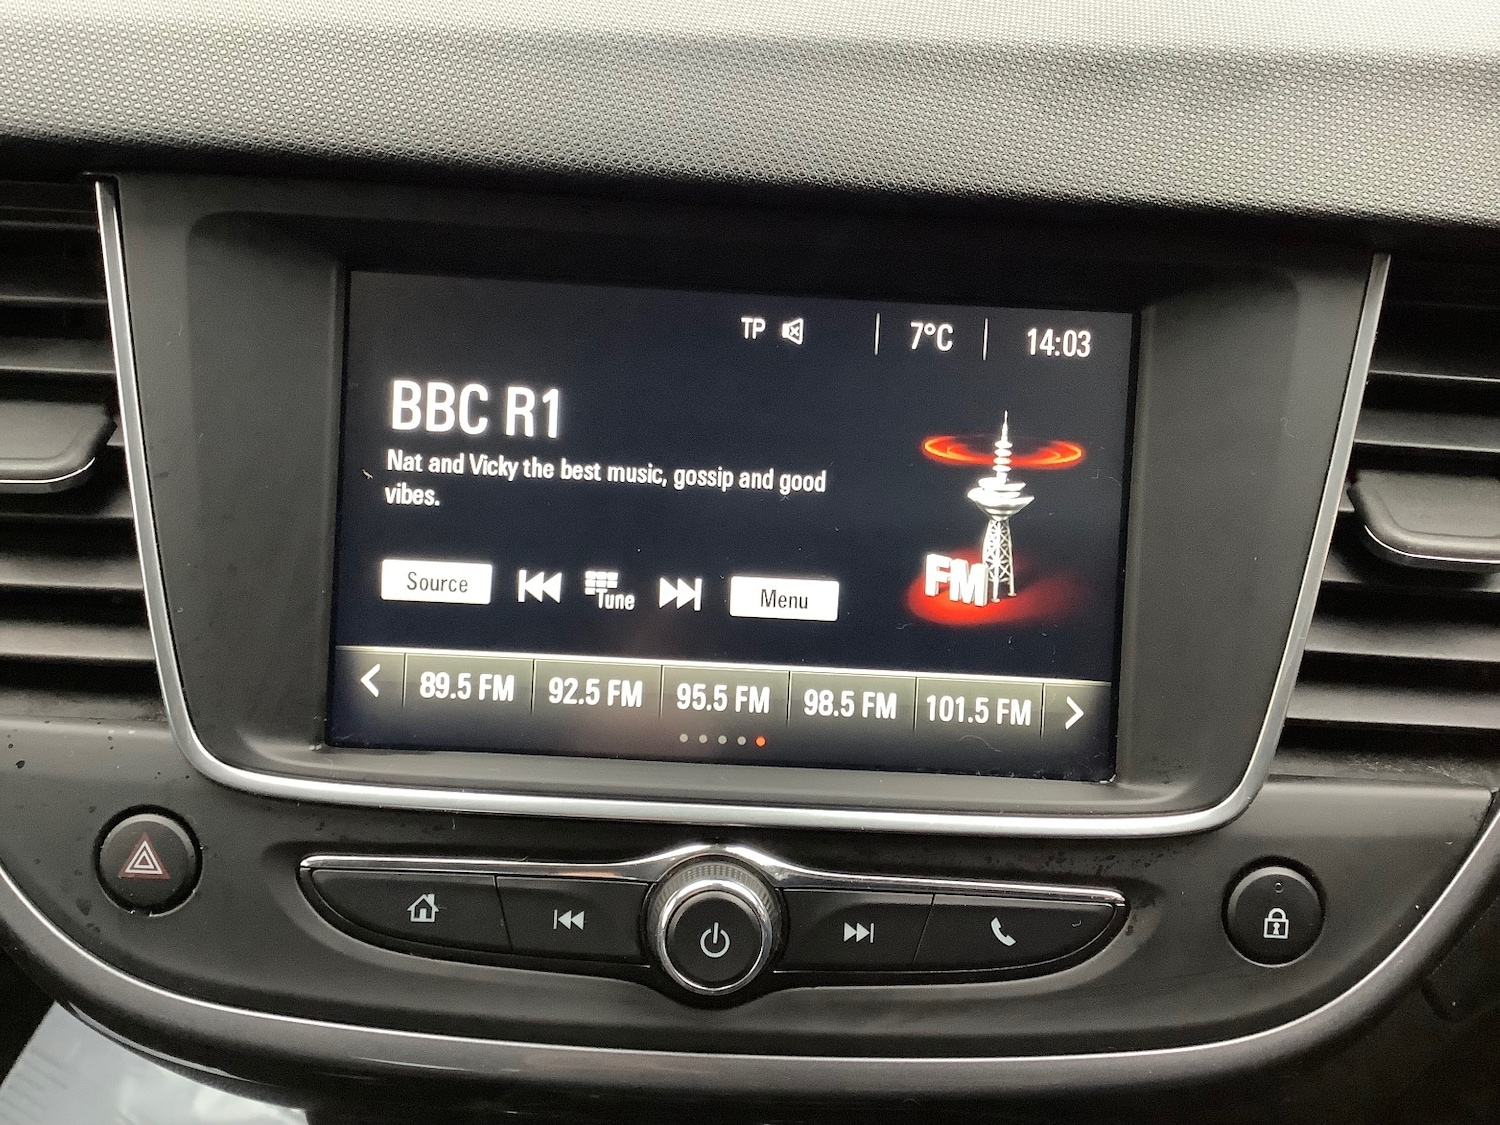 TP 7°C 14:03
BBC R1
Nat and Vicky the best music, gossip and good
vibes.
FM
Source Tune Menu
89.5 FM 92.5 FM 95.5 FM 98.5 FM 101.5 FM